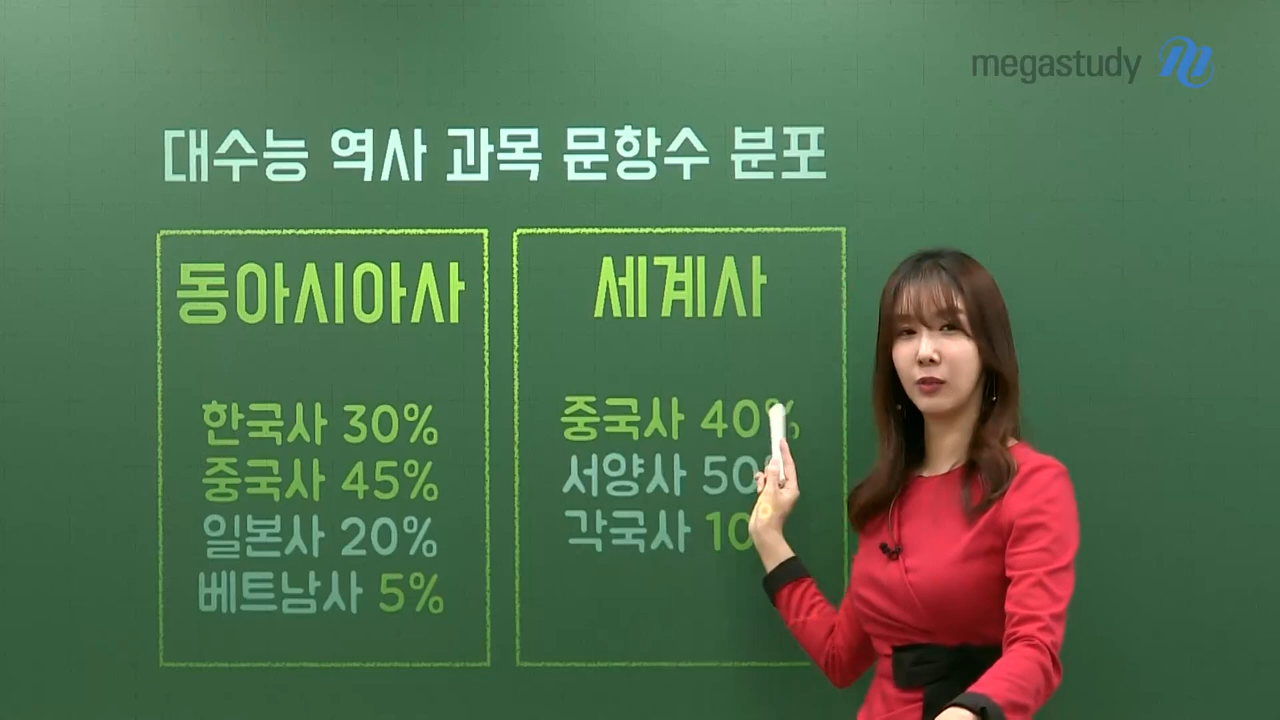 megastudy
대수능 역사 과목 문항수 분포
동아시아사
한국사 30%
중국사 45%
일본사 20%
베트남사 5%
세계사
중국사 40%
서양사 50
각국사 10